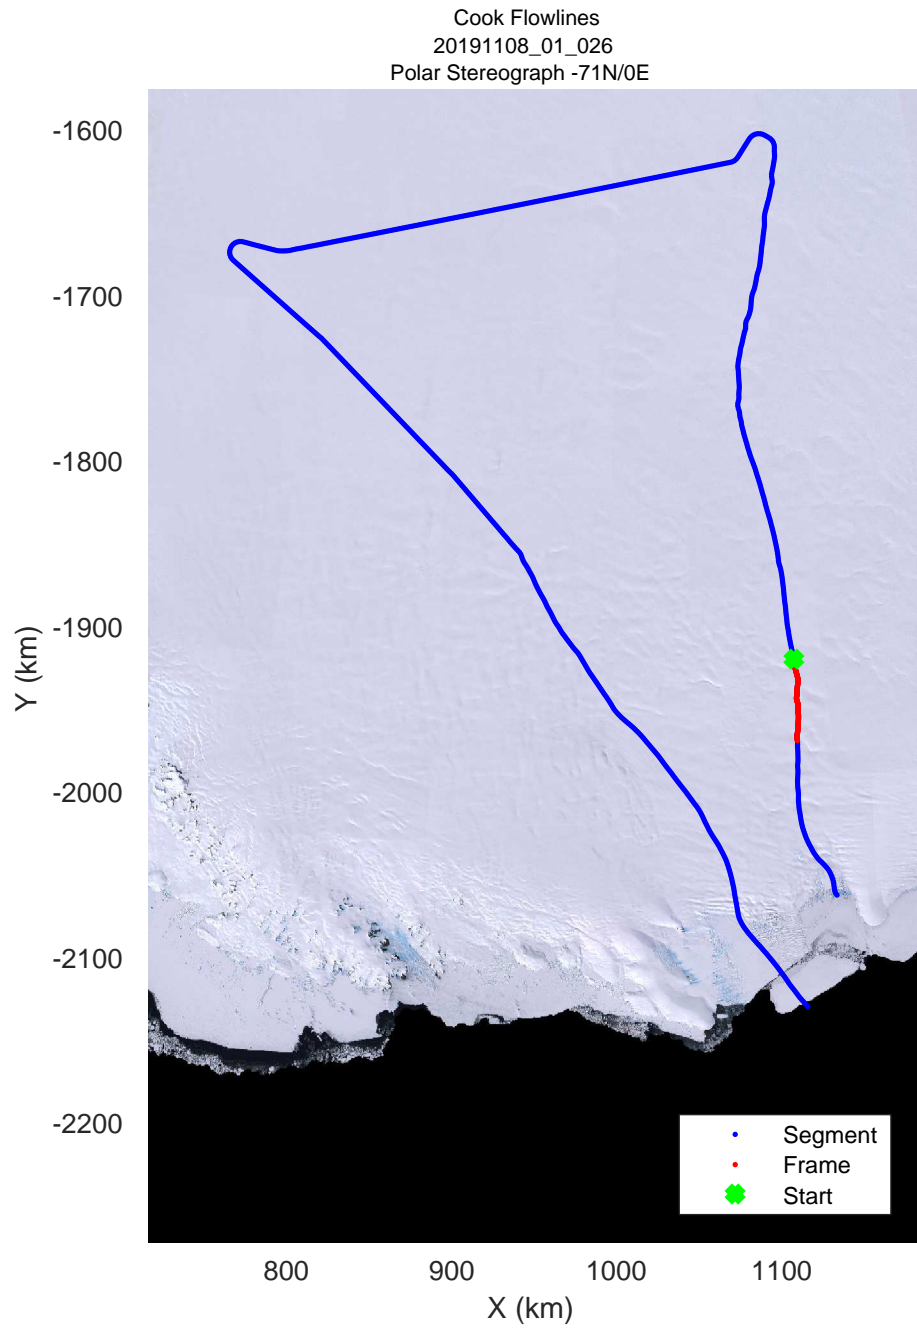 Cook Flowlines
20191108_01_026
Polar Stereograph -71N/0E
-1600
-1700
-1800
-1900
-2000
-2100
-2200
Y (km)
800
900
1000
1100
X (km)
Segment
Frame
Start